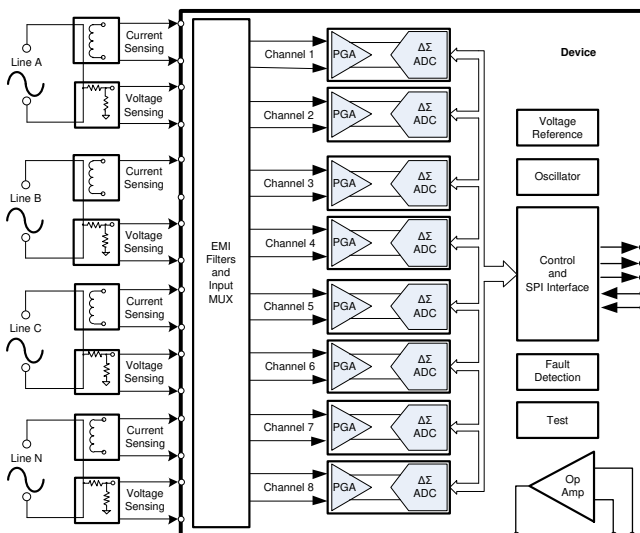 Line A
Current
Sensing
Voltage
Sensing
Line B
Current
Sensing
Voltage
Sensing
Line C
Current
Sensing
Voltage
Sensing
Line N
Current
Sensing
Voltage
Sensing
EMI
Filters
and
Input
MUX
Channel 1
PGA
ΔΣ
ADC
Channel 2
PGA
ΔΣ
ADC
Channel 3
PGA
ΔΣ
ADC
Channel 4
PGA
ΔΣ
ADC
Channel 5
PGA
ΔΣ
ADC
Channel 6
PGA
ΔΣ
ADC
Channel 7
PGA
ΔΣ
ADC
Channel 8
PGA
ΔΣ
ADC
Device
Voltage
Reference
Oscillator
Control
and
SPI Interface
Fault
Detection
Test
Op
Amp